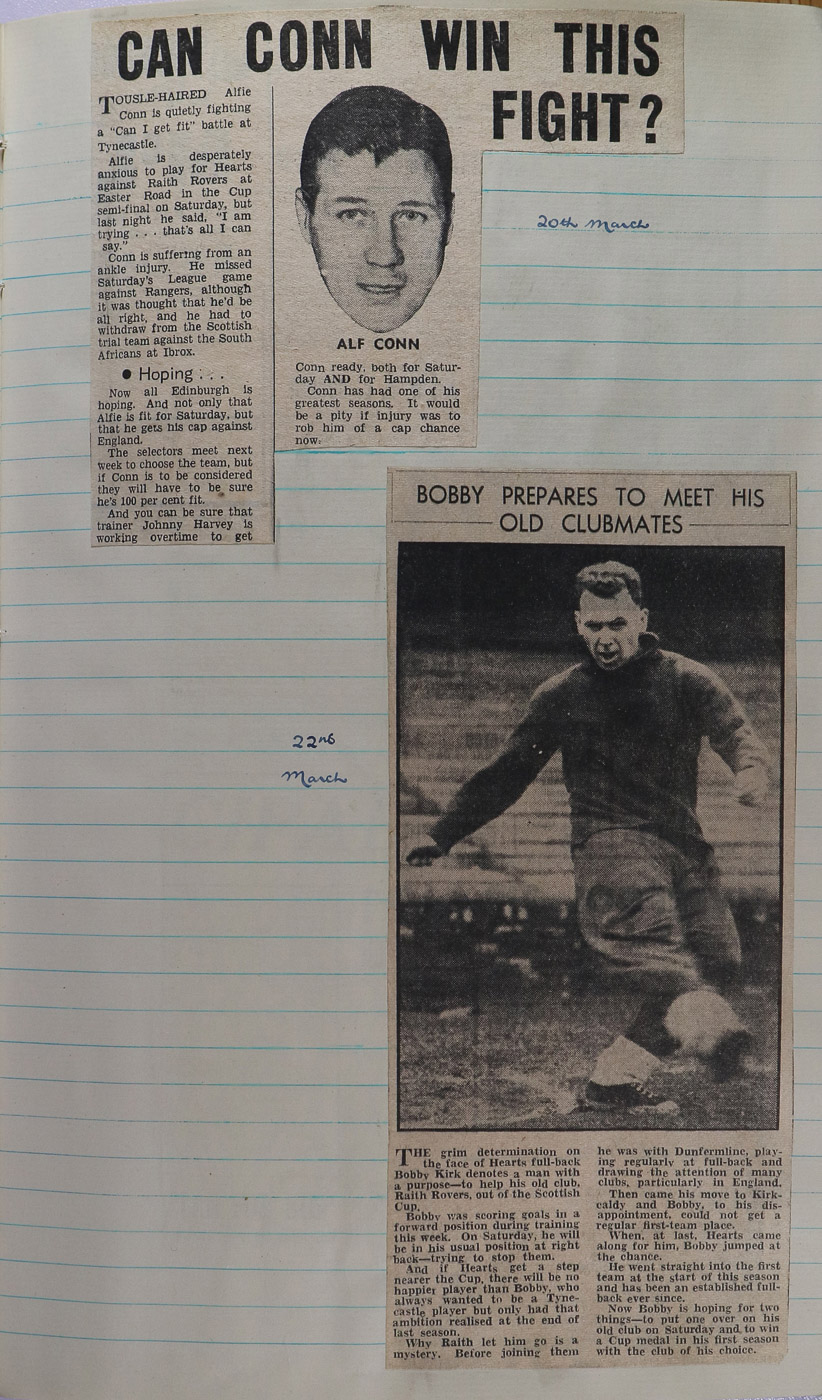 CAN CONN WIN THIS
FIGHT?
TOUSLE-HAIRED Alfie
Conn is quietly fighting
a "Can I get fit" battle at
Tynecastle.
Alfie is desperately
anxious to play for Hearts
against Raith Rovers at
Easter Road in the Cup
semi-final on Saturday, but
last night he said, "I am
trying . . . that's all I can
say."
Conn is suffering from an
ankle injury. He missed
Saturday's League game
against Rangers, although
it was thought that he'd be
all right, and he had to
withdraw from the Scottish
trial team against the South
Africans at Ibrox.
● Hoping . . .
Now all Edinburgh is
hoping. And not only that
Alfie is fit for Saturday, but
that he gets his cap against
England.
The selectors meet next
week to choose the team, but
if Conn is to be considered
they will have to be sure
he's 100 per cent fit.
And you can be sure that
trainer Johnny Harvey is
working overtime to get
ALF CONN
Conn ready, both for Satur-
day AND for Hampden.
Conn has had one of his
greatest seasons. It would
be a pity if injury was to
rob him of a cap chance
now.
20th March
BOBBY PREPARES TO MEET HIS
OLD CLUBMATES
22nd
March
THE grim determination on
the face of Hearts full-back
Bobby Kirk denotes a man with
a purpose—to help his old club,
Raith Rovers, out of the Scottish
Cup.
Bobby was scoring goals in a
forward position during training
this week. On Saturday, he will
be in his usual position at right
back—trying to stop them.
And if Hearts get a step
nearer the Cup, there will be no
happier player than Bobby, who
always wanted to be a Tyne-
castle player but only had that
ambition realised at the end of
last season.
Why Raith let him go is a
mystery. Before joining them
he was with Dunfermline, play-
ing regularly at full-back and
drawing the attention of many
clubs, particularly in England.
Then came his move to Kirk-
caldy and Bobby, to his dis-
appointment, could not get a
regular first-team place.
When, at last, Hearts came
along for him, Bobby jumped at
the chance.
He went straight into the first
team at the start of this season
and has been an established full-
back ever since.
Now Bobby is hoping for two
things—to put one over on his
old club on Saturday and to win
a Cup medal in his first season
with the club of his choice.